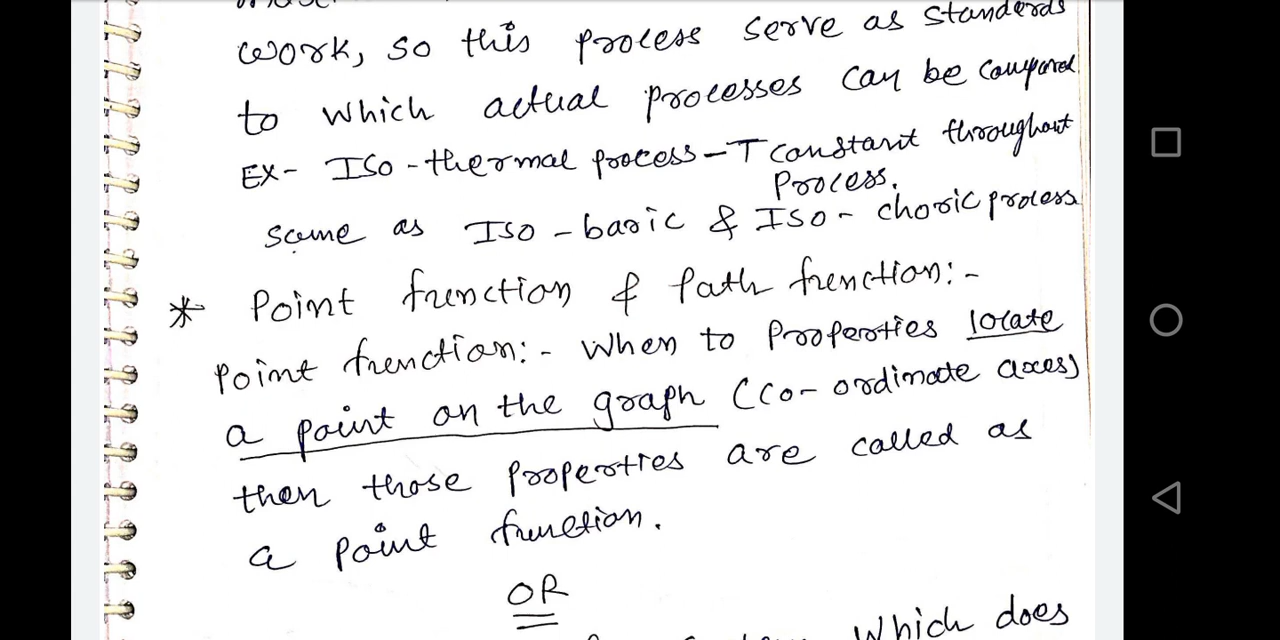 work, so this process serve as standerds
to which actual processes can be compared
EX- ISO-thermal process - T constant throughout
process.
same as ISO-baric & ISO-choric process
* Point function & Path function:-
Point function:- When to Properties locate
a point on the graph (co-ordinate axes)
then those properties are called as
a point function.
OR
which does